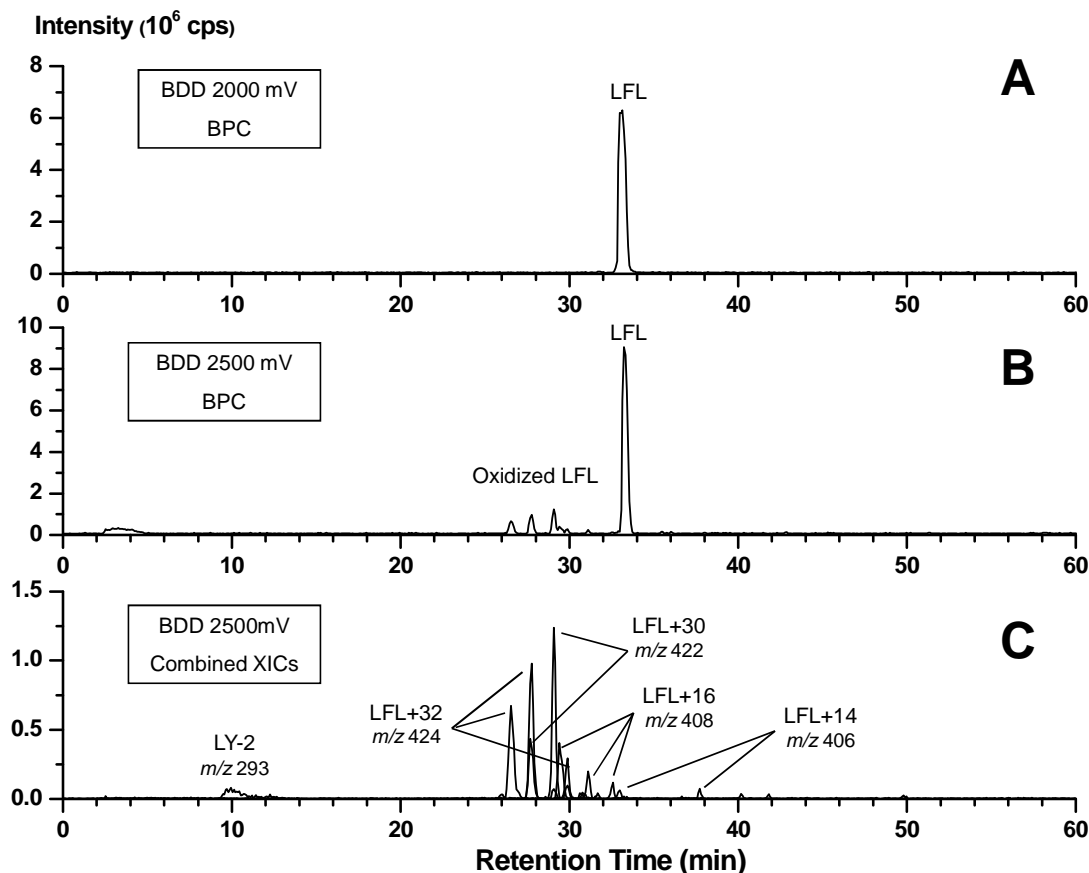 Intensity (10⁶ cps)
A
BDD 2000 mV
BPC
LFL
8
6
4
2
0
0 10 20 30 40 50 60
B
BDD 2500 mV
BPC
LFL
Oxidized LFL
10
8
6
4
2
0
0 10 20 30 40 50 60
C
BDD 2500mV
Combined XICs
LFL+30
m/z 422
LFL+32
m/z 424
LFL+16
m/z 408
LFL+14
m/z 406
LY-2
m/z 293
1.5
1.0
0.5
0.0
0 10 20 30 40 50 60
Retention Time (min)